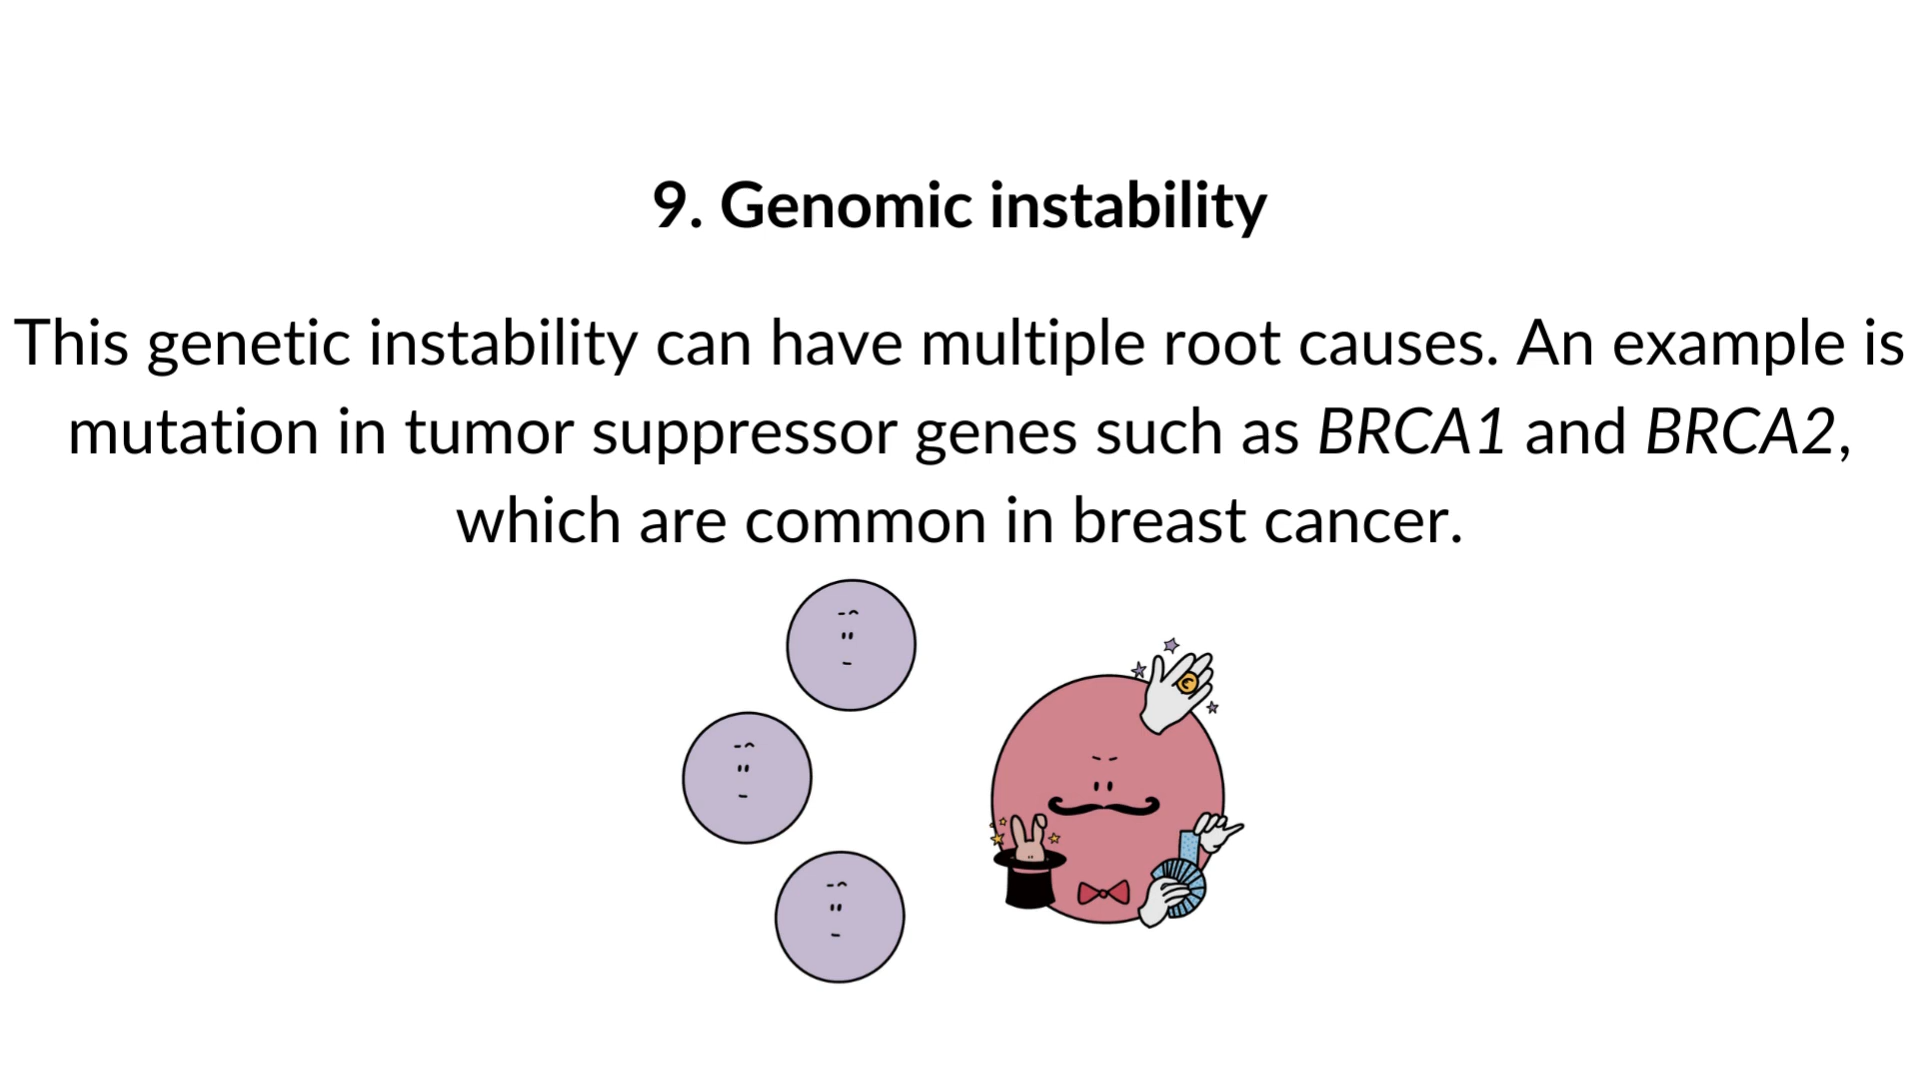 9. Genomic instability
This genetic instability can have multiple root causes. An example is
mutation in tumor suppressor genes such as BRCA1 and BRCA2,
which are common in breast cancer.